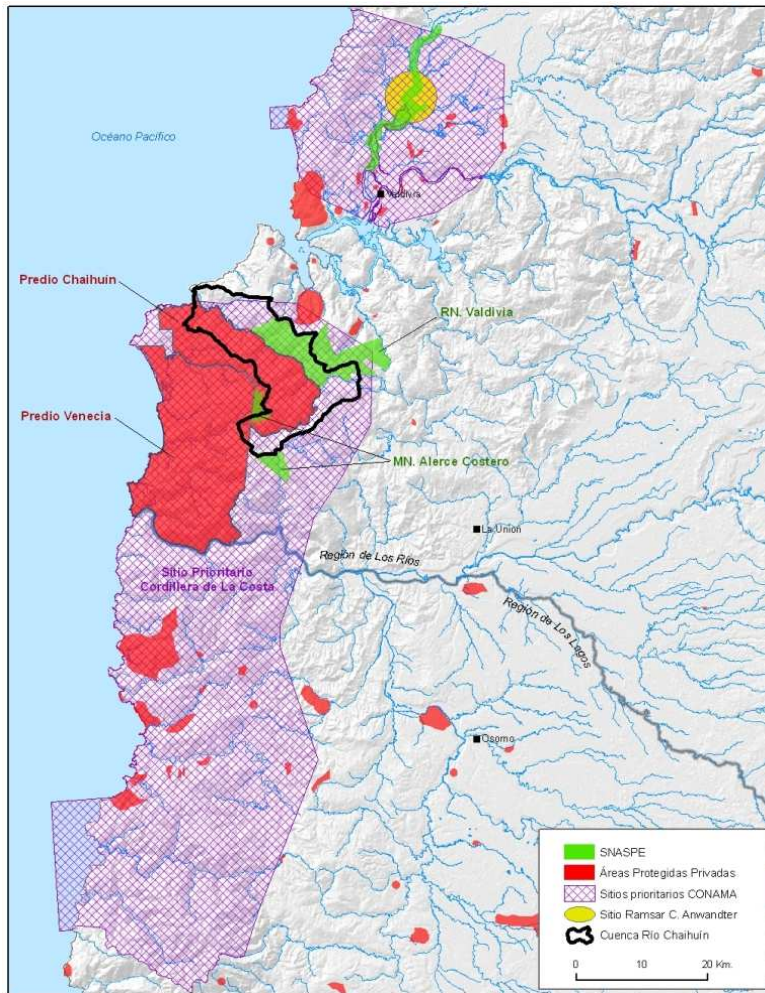 Océano Pacífico
Valdivia
Predio Chaihuín
RN. Valdivia
Predio Venecia
MN. Alerce Costero
La Union
Región de Los Ríos
Sitio Prioritario
Cordillera de La Costa
Región de Los Lagos
Osorno
SNASPE
Áreas Protegidas Privadas
Sitios prioritarios CONAMA
Sitio Ramsar C. Anwandter
Cuenca Río Chaihuín
0 10 20 Km.